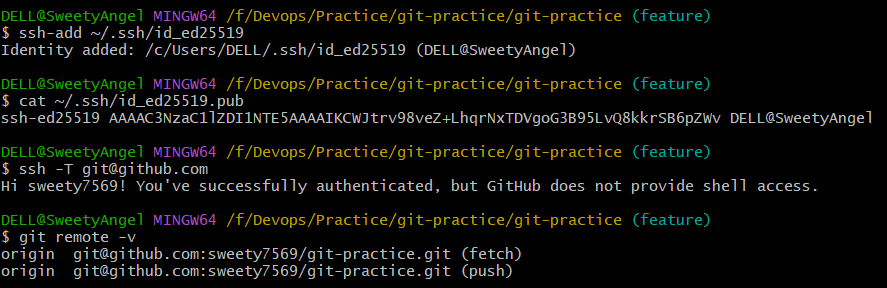 DELL@SweetyAngel MINGW64 /f/Devops/Practice/git-practice/git-practice (feature)
$ ssh-add ~/.ssh/id_ed25519
Identity added: /c/Users/DELL/.ssh/id_ed25519 (DELL@SweetyAngel)
DELL@SweetyAngel MINGW64 /f/Devops/Practice/git-practice/git-practice (feature)
$ cat ~/.ssh/id_ed25519.pub
ssh-ed25519 AAAAC3NzaC1lZDI1NTE5AAAAIKCWJtrv98veZ+LhqrNxTDVgoG3B95LvQ8kkrSB6pZWv DELL@SweetyAngel
DELL@SweetyAngel MINGW64 /f/Devops/Practice/git-practice/git-practice (feature)
$ ssh -T git@github.com
Hi sweety7569! You've successfully authenticated, but GitHub does not provide shell access.
DELL@SweetyAngel MINGW64 /f/Devops/Practice/git-practice/git-practice (feature)
$ git remote -v
origin  git@github.com:sweety7569/git-practice.git (fetch)
origin  git@github.com:sweety7569/git-practice.git (push)